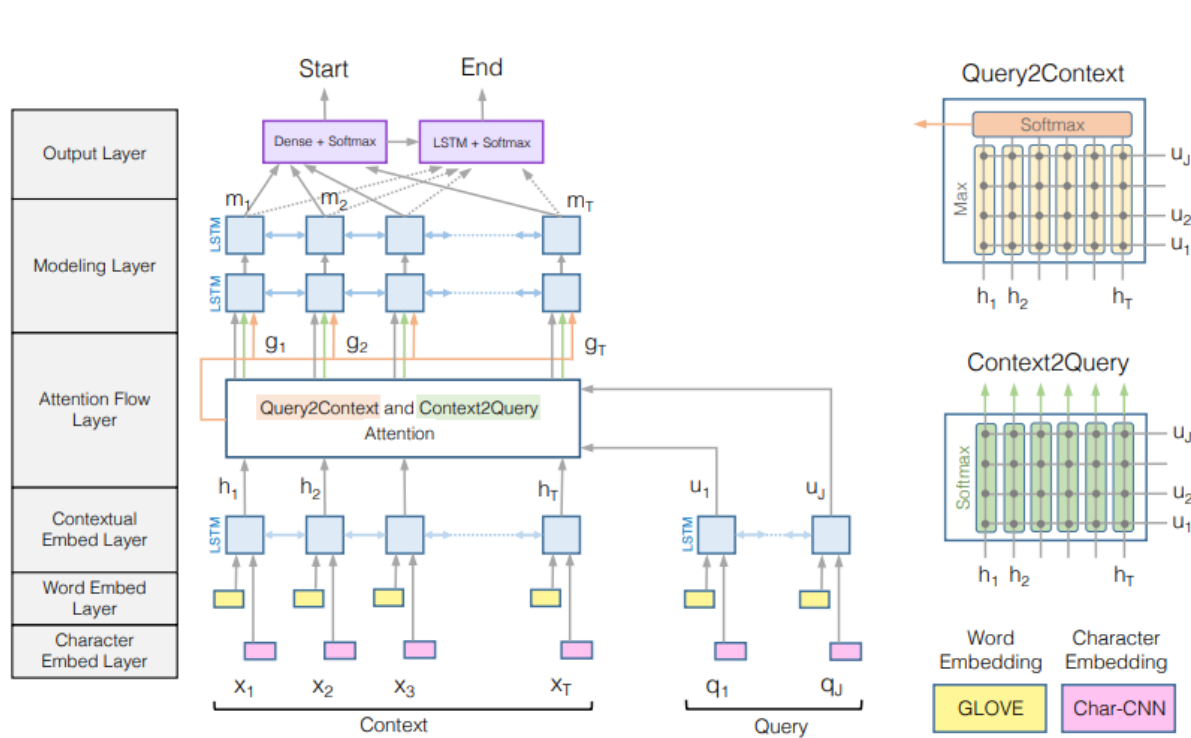 Start
End
Output Layer
Dense + Softmax
LSTM + Softmax
m1
m2
mT
Modeling Layer
LSTM
LSTM
g1
g2
gT
Attention Flow
Layer
Query2Context and Context2Query
Attention
h1
h2
hT
u1
uJ
Contextual
Embed Layer
LSTM
LSTM
Word Embed
Layer
Character
Embed Layer
x1
x2
x3
xT
q1
qJ
Context
Query
Query2Context
Softmax
Max
uJ
u2
u1
h1
h2
hT
Context2Query
Softmax
uJ
u2
u1
h1
h2
hT
Word
Embedding
Character
Embedding
GLOVE
Char-CNN